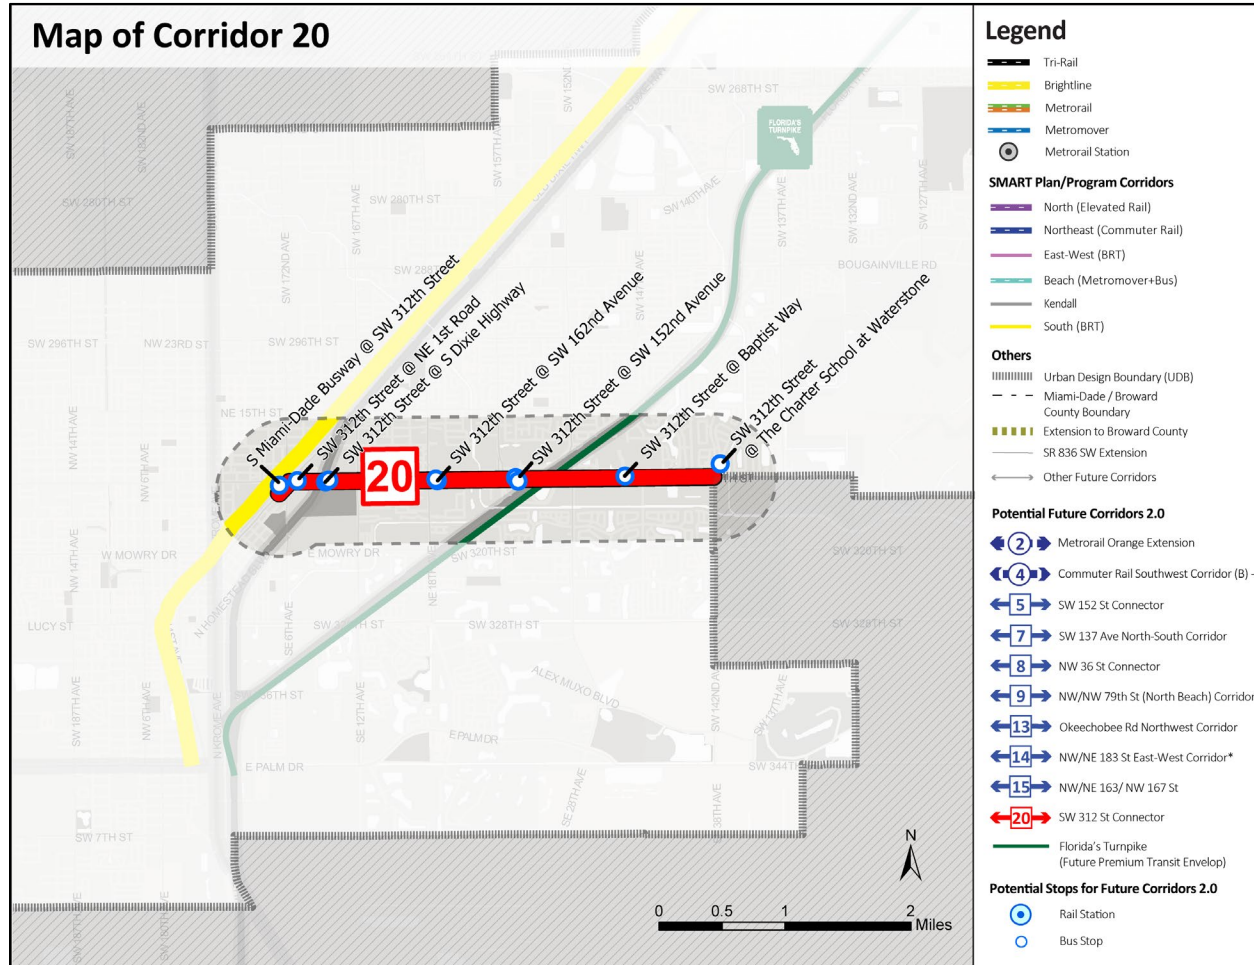 Map of Corridor 20
SW 268TH ST
FLORIDA'S
TURNPIKE
SW 187TH AVE
SW 182ND AVE
SW 157TH AVE
SW 280TH ST
SW 280TH ST
SW 167TH AVE
SW 172ND AVE
SW 137TH AVE
SW 132ND AVE
SW 127TH AVE
BOUGAINVILLE RD
SW 296TH ST
NW 23RD ST
SW 296TH ST
NE 15TH ST
S Miami-Dade Busway @ SW 312th Street
SW 312th Street @ NE 1st Road
SW 312th Street @ S Dixie Highway
SW 312th Street @ SW 162nd Avenue
SW 312th Street @ SW 152nd Avenue
SW 312th Street @ Baptist Way
SW 312th Street
@ The Charter School at Waterstone
20
NW 14TH AVE
NW 6TH AVE
W MOWRY DR
E MOWRY DR
SW 320TH ST
SW 320TH ST
NW 14TH AVE
LUCY ST
SE 6TH AVE
SW 328TH ST
SW 328TH ST
ALEX MUXO BLVD
SW 142ND AVE
SW 137TH AVE
SW 187TH AVE
NW 6TH AVE
N KROME AVE
SE 12TH AVE
E PALM DR
E PALM DR
SW 344TH ST
SE 28TH AVE
SW 7TH ST
SW 187TH AVE
N
0 0.5 1 2
Miles
Legend
Tri-Rail
Brightline
Metrorail
Metromover
Metrorail Station
SMART Plan/Program Corridors
North (Elevated Rail)
Northeast (Commuter Rail)
East-West (BRT)
Beach (Metromover+Bus)
Kendall
South (BRT)
Others
Urban Design Boundary (UDB)
Miami-Dade / Broward
County Boundary
Extension to Broward County
SR 836 SW Extension
Other Future Corridors
Potential Future Corridors 2.0
2 Metrorail Orange Extension
4 Commuter Rail Southwest Corridor (B) -
5 SW 152 St Connector
7 SW 137 Ave North-South Corridor
8 NW 36 St Connector
9 NW/NW 79th St (North Beach) Corridor
13 Okeechobee Rd Northwest Corridor
14 NW/NE 183 St East-West Corridor*
15 NW/NE 163/ NW 167 St
20 SW 312 St Connector
Florida's Turnpike
(Future Premium Transit Envelop)
Potential Stops for Future Corridors 2.0
Rail Station
Bus Stop